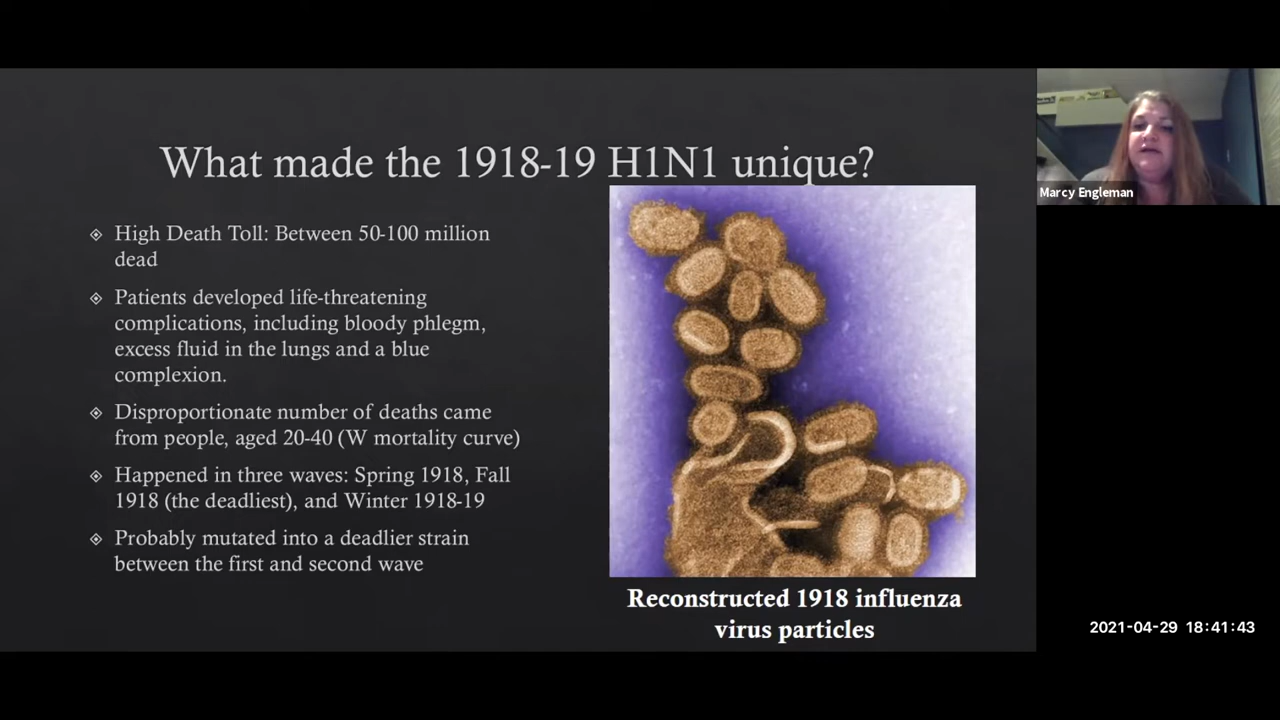 What made the 1918-19 H1N1 unique?
High Death Toll: Between 50-100 million
dead
Patients developed life-threatening
complications, including bloody phlegm,
excess fluid in the lungs and a blue
complexion.
Disproportionate number of deaths came
from people, aged 20-40 (W mortality curve)
Happened in three waves: Spring 1918, Fall
1918 (the deadliest), and Winter 1918-19
Probably mutated into a deadlier strain
between the first and second wave
Reconstructed 1918 influenza
virus particles
Marcy Engleman
2021-04-29 18:41:43